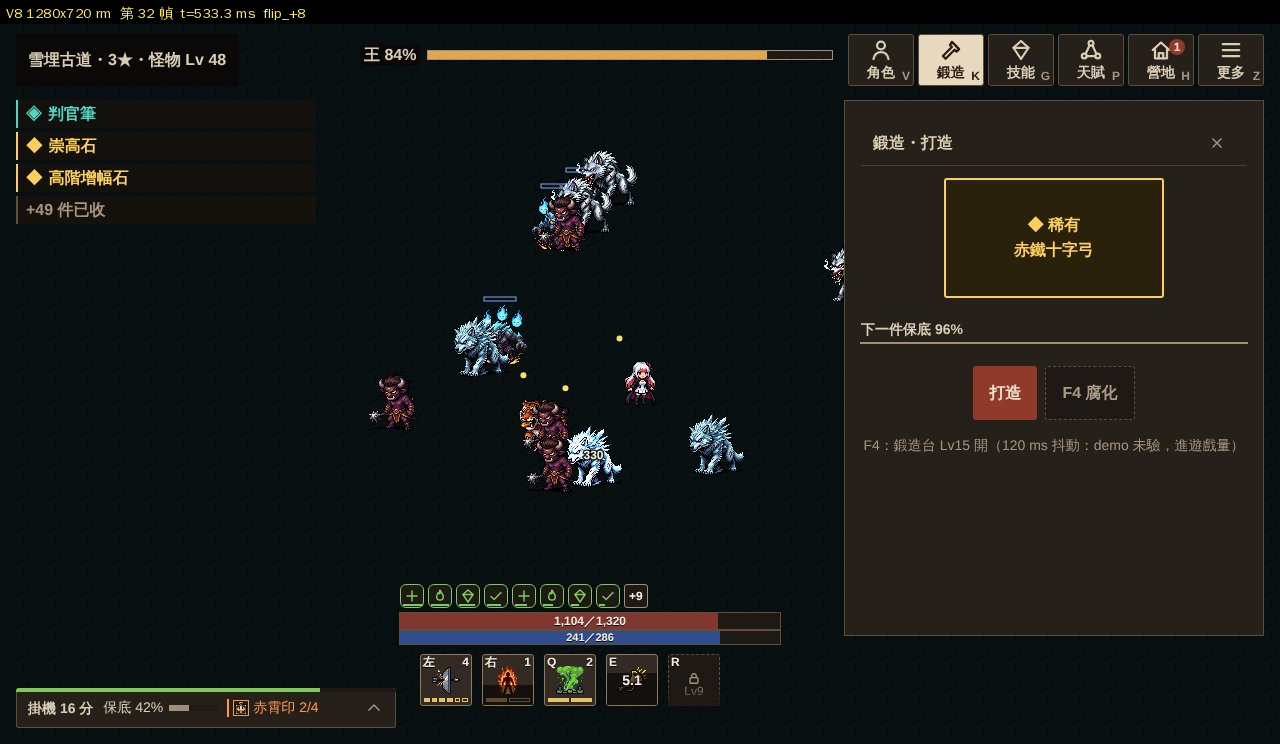 V8 1280x720 rm 第 32 幀 t=533.3 ms flip_+8
雪埋古道・3★・怪物 Lv 48
王 84%
角色 V
鍛造 K
技能 G
天賦 P
營地 H
1
更多 Z
◈ 判官筆
◆ 崇高石
◆ 高階增幅石
+49 件已收
鍛造・打造
×
◆ 稀有
赤鐵十字弓
下一件保底 96%
打造
F4 腐化
F4：鍛造台 Lv15 開（120 ms 抖動：demo 未驗，進遊戲量）
330
+9
1,104／1,320
241／286
左 4
右 1
Q 2
E
5.1
R
Lv9
掛機 16 分 保底 42% 赤霄印 2/4